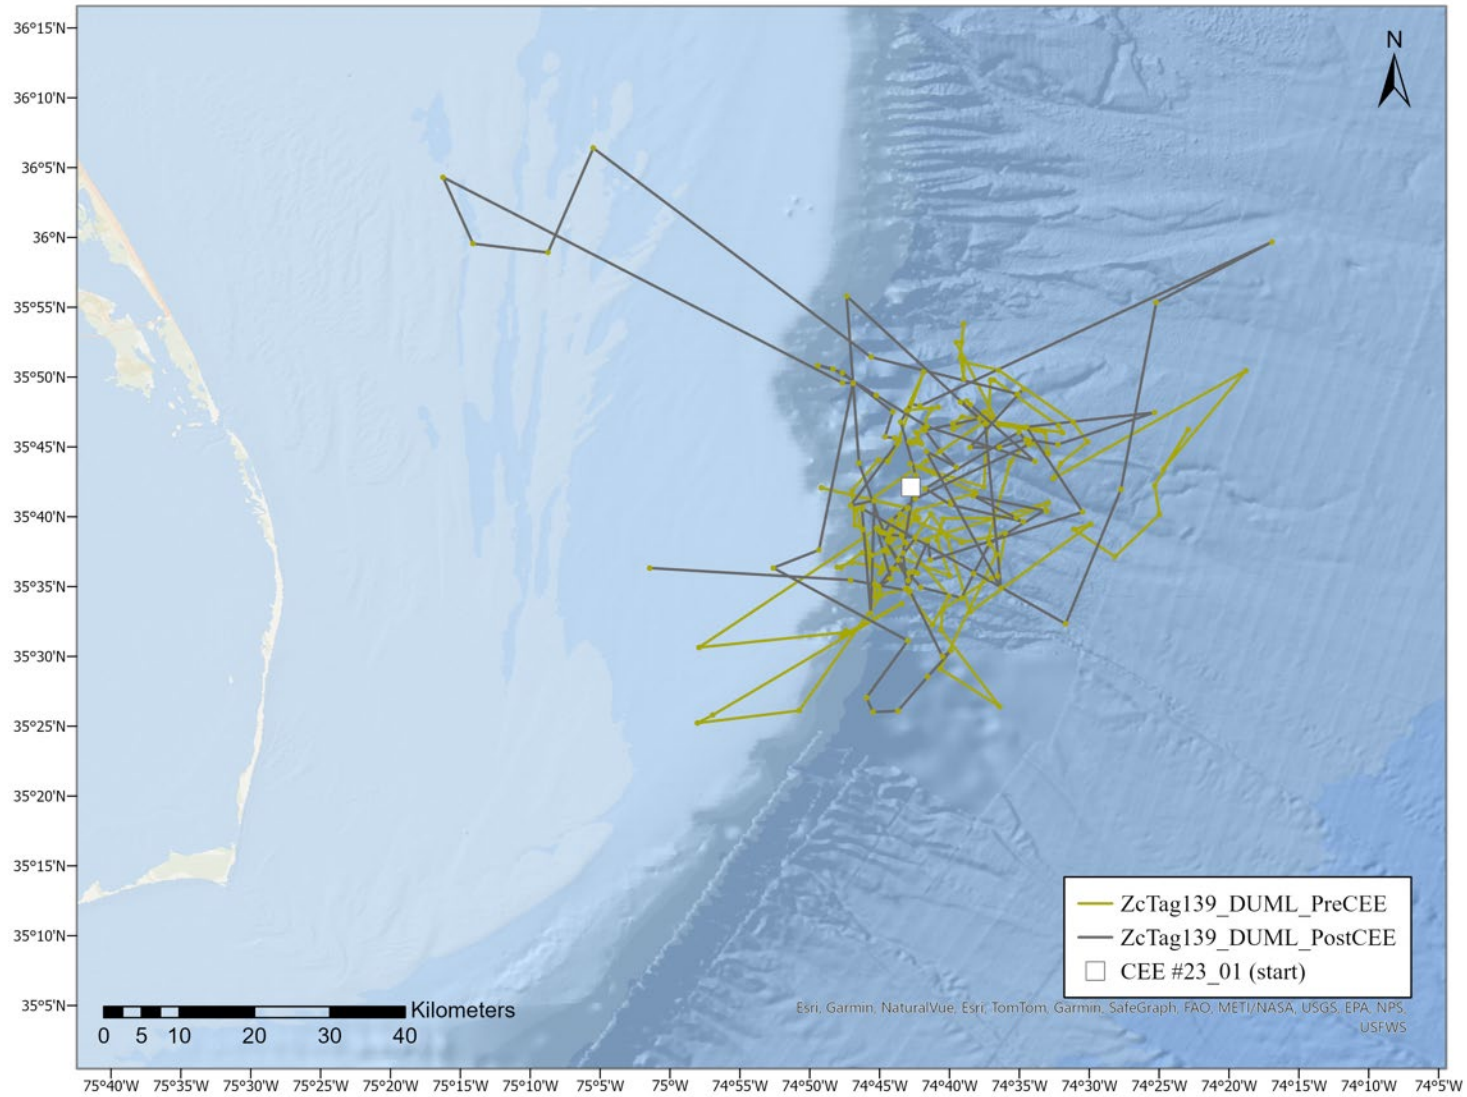 36°15'N
36°10'N
36°5'N
36°N
35°55'N
35°50'N
35°45'N
35°40'N
35°35'N
35°30'N
35°25'N
35°20'N
35°15'N
35°10'N
35°5'N
N
ZcTag139_DUML_PreCEE
ZcTag139_DUML_PostCEE
CEE #23_01 (start)
Kilometers
0 5 10 20 30 40
Esri, Garmin, NaturalVue, Esri, TomTom, Garmin, SafeGraph, FAO, METI/NASA, USGS, EPA, NPS,
USFWS
75°40'W 75°35'W 75°30'W 75°25'W 75°20'W 75°15'W 75°10'W 75°5'W 75°W 74°55'W 74°50'W 74°45'W 74°40'W 74°35'W 74°30'W 74°25'W 74°20'W 74°15'W 74°10'W 74°5'W